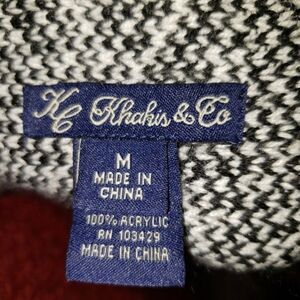 KC Khakis & Co
M
MADE IN
CHINA
100% ACRYLIC
RN 103429
MADE IN CHINA